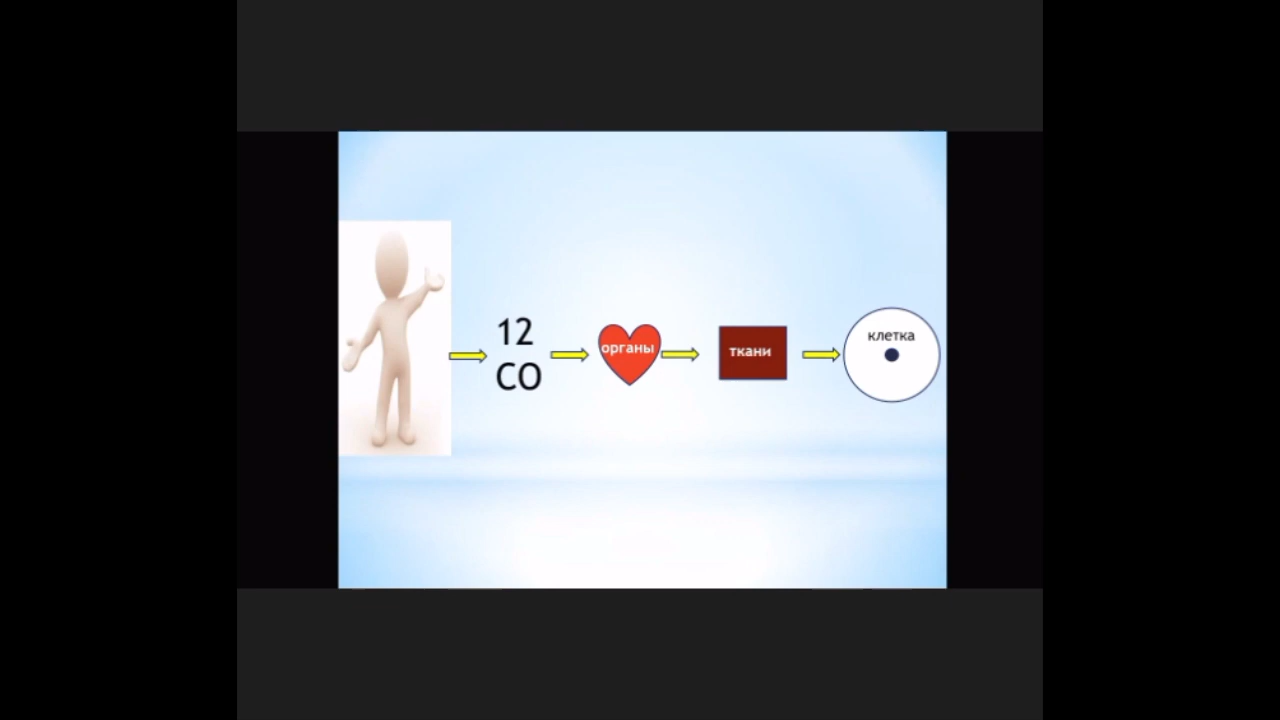 12
СО
органы
ткани
клетка